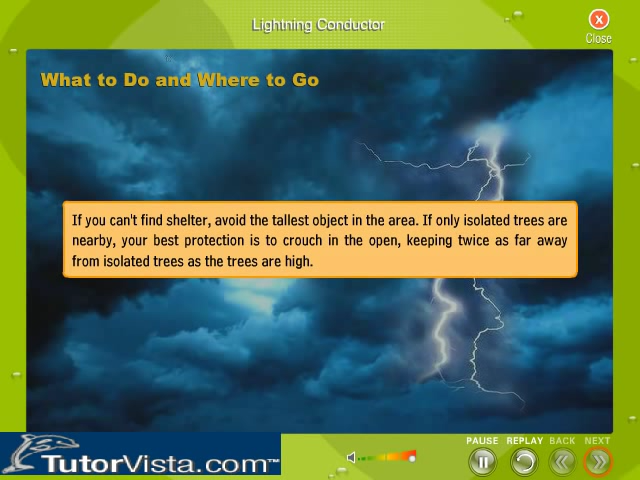 Lightning Conductor
X
Close
What to Do and Where to Go
If you can't find shelter, avoid the tallest object in the area. If only isolated trees are
nearby, your best protection is to crouch in the open, keeping twice as far away
from isolated trees as the trees are high.
PAUSE REPLAY BACK NEXT
TutorVista.com™